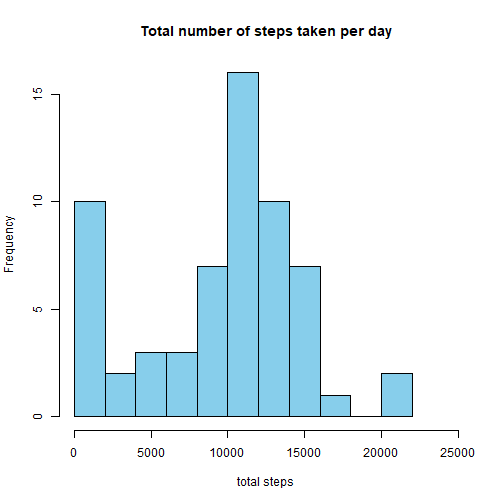 Total number of steps taken per day
Frequency
15
10
5
0
0 5000 10000 15000 20000 25000
total steps